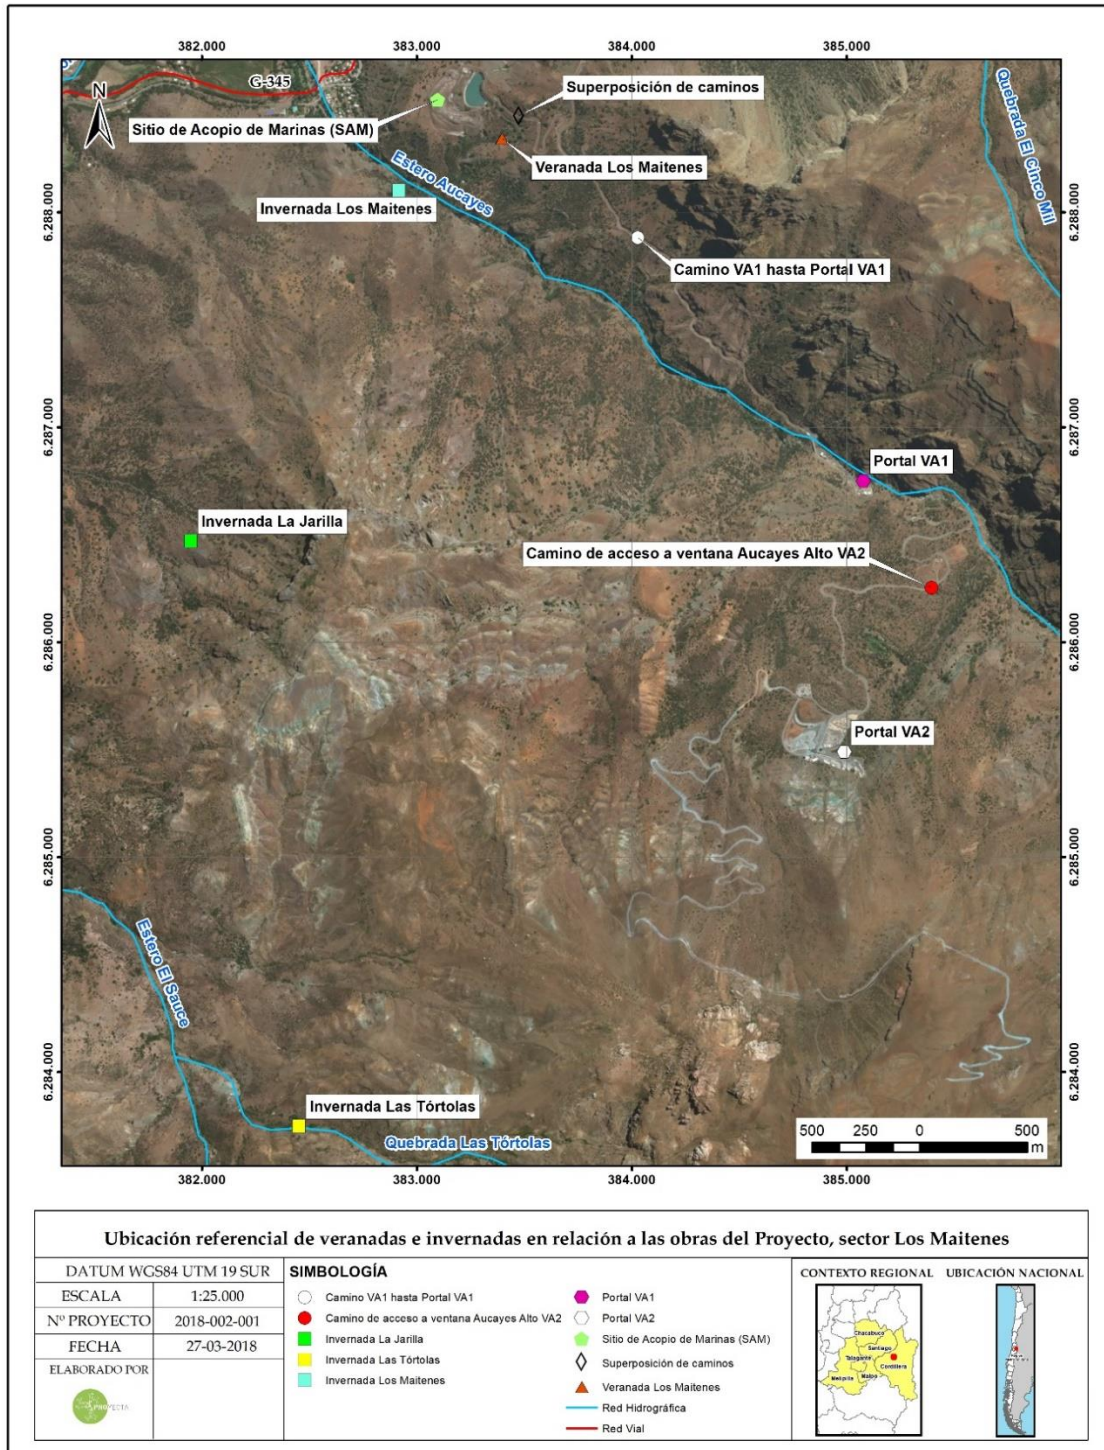 382.000 383.000 384.000 385.000
G-345
N
Superposición de caminos
Sitio de Acopio de Marinas (SAM)
Veranada Los Maitenes
Quebrada El Cinco Mil
Estero Aucayes
Invernada Los Maitenes
6.288.000 6.288.000
Camino VA1 hasta Portal VA1
6.287.000 6.287.000
Portal VA1
Invernada La Jarilla
Camino de acceso a ventana Aucayes Alto VA2
6.286.000 6.286.000
Portal VA2
6.285.000 6.285.000
Estero El Sauce
6.284.000 6.284.000
Invernada Las Tórtolas
Quebrada Las Tórtolas
500 250 0 500
m
382.000 383.000 384.000 385.000
Ubicación referencial de veranadas e invernadas en relación a las obras del Proyecto, sector Los Maitenes
DATUM WGS84 UTM 19 SUR
ESCALA 1:25.000
Nº PROYECTO 2018-002-001
FECHA 27-03-2018
ELABORADO POR
PROYECTA
SIMBOLOGÍA
Camino VA1 hasta Portal VA1
Camino de acceso a ventana Aucayes Alto VA2
Invernada La Jarilla
Invernada Las Tórtolas
Invernada Los Maitenes
Portal VA1
Portal VA2
Sitio de Acopio de Marinas (SAM)
Superposición de caminos
Veranada Los Maitenes
Red Hidrográfica
Red Vial
CONTEXTO REGIONAL
Chacabuco
Santiago
Talagante
Cordillera
Melipilla
Maipo
UBICACIÓN NACIONAL